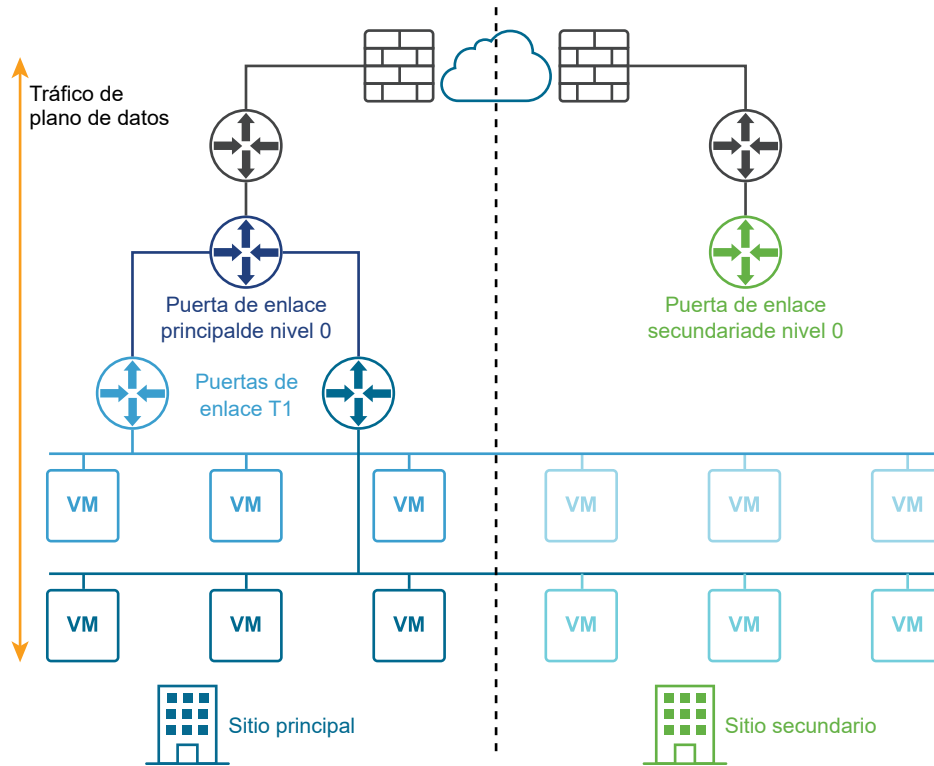 Tráfico de
plano de datos
Puerta de enlace
principalde nivel 0
Puerta de enlace
secundariade nivel 0
Puertas de
enlace T1
VM
VM
VM
VM
VM
VM
VM
VM
VM
VM
VM
VM
Sitio principal
Sitio secundario